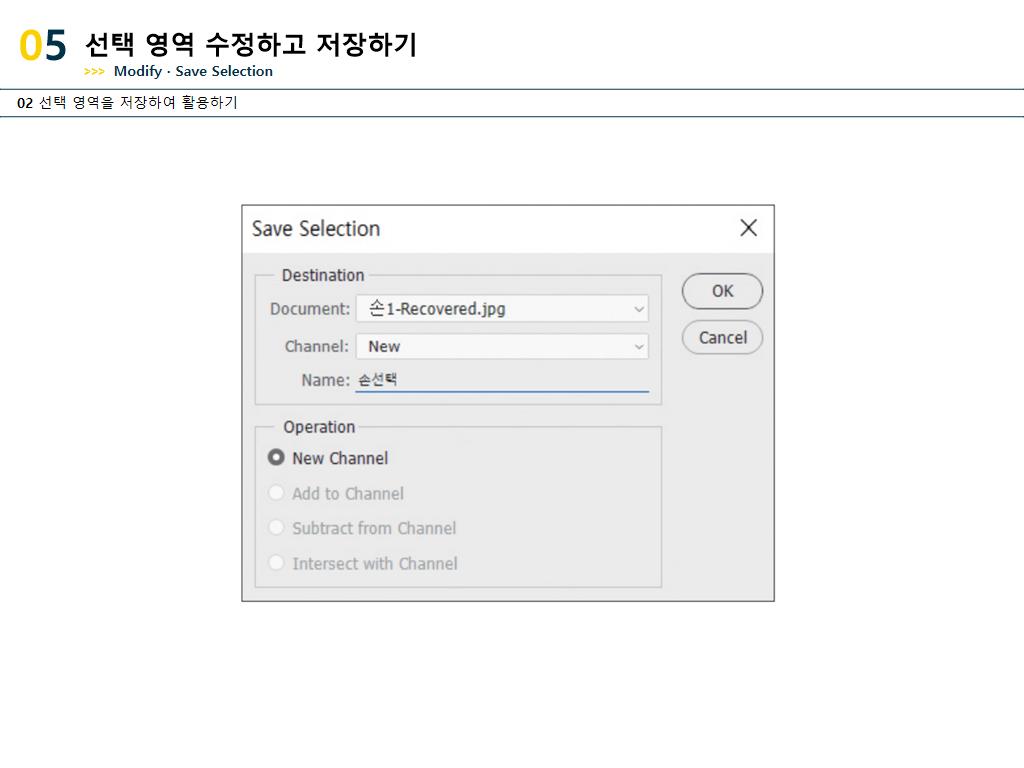 05 선택 영역 수정하고 저장하기
>>> Modify · Save Selection
02 선택 영역을 저장하여 활용하기
Save Selection
Destination
Document: 손1-Recovered.jpg
Channel: New
Name: 손선택
OK
Cancel
Operation
New Channel
Add to Channel
Subtract from Channel
Intersect with Channel